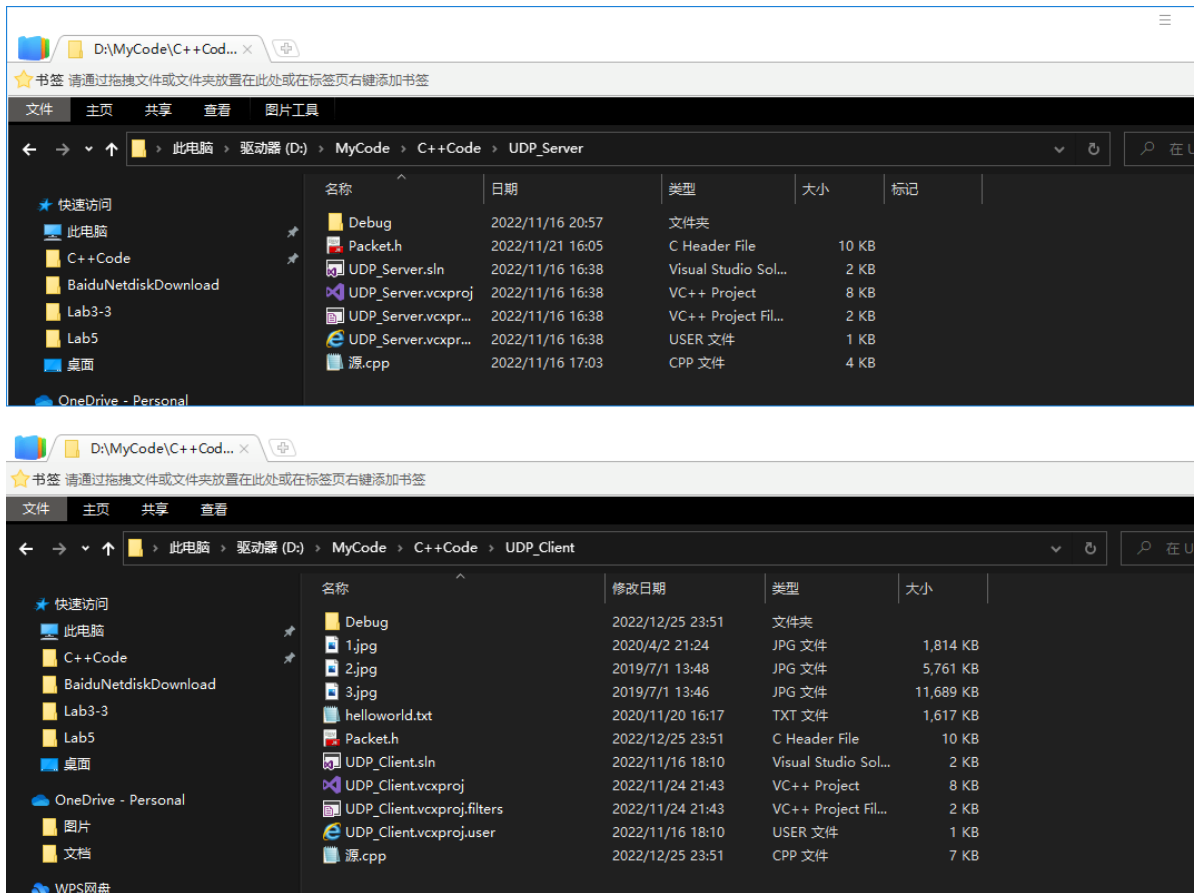 D:\MyCode\C++Cod...
书签 请通过拖拽文件或文件夹放置在此处或在标签页右键添加书签
文件 主页 共享 查看 图片工具
此电脑 > 驱动器 (D:) > MyCode > C++Code > UDP_Server 在 U
名称 日期 类型 大小 标记
快速访问
此电脑
C++Code
BaiduNetdiskDownload
Lab3-3
Lab5
桌面
OneDrive - Personal
Debug 2022/11/16 20:57 文件夹
Packet.h 2022/11/21 16:05 C Header File 10 KB
UDP_Server.sln 2022/11/16 16:38 Visual Studio Sol... 2 KB
UDP_Server.vcxproj 2022/11/16 16:38 VC++ Project 8 KB
UDP_Server.vcxpr... 2022/11/16 16:38 VC++ Project Fil... 2 KB
UDP_Server.vcxpr... 2022/11/16 16:38 USER 文件 1 KB
源.cpp 2022/11/16 17:03 CPP 文件 4 KB
D:\MyCode\C++Cod...
书签 请通过拖拽文件或文件夹放置在此处或在标签页右键添加书签
文件 主页 共享 查看
此电脑 > 驱动器 (D:) > MyCode > C++Code > UDP_Client 在 U
名称 修改日期 类型 大小
快速访问
此电脑
C++Code
BaiduNetdiskDownload
Lab3-3
Lab5
桌面
OneDrive - Personal
图片
文档
WPS网盘
Debug 2022/12/25 23:51 文件夹
1.jpg 2020/4/2 21:24 JPG 文件 1,814 KB
2.jpg 2019/7/1 13:48 JPG 文件 5,761 KB
3.jpg 2019/7/1 13:46 JPG 文件 11,689 KB
helloworld.txt 2020/11/20 16:17 TXT 文件 1,617 KB
Packet.h 2022/12/25 23:51 C Header File 10 KB
UDP_Client.sln 2022/11/16 18:10 Visual Studio Sol... 2 KB
UDP_Client.vcxproj 2022/11/24 21:43 VC++ Project 8 KB
UDP_Client.vcxproj.filters 2022/11/24 21:43 VC++ Project Fil... 2 KB
UDP_Client.vcxproj.user 2022/11/16 18:10 USER 文件 1 KB
源.cpp 2022/12/25 23:51 CPP 文件 7 KB